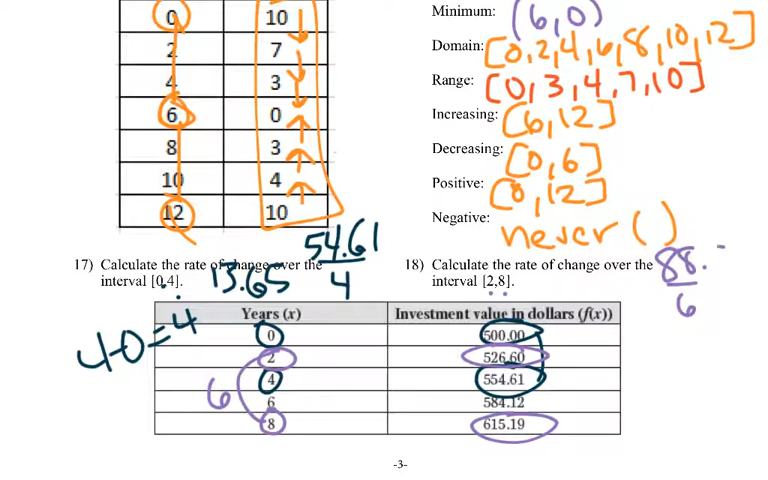 0 10
2 7
4 3
6 0
8 3
10 4
12 10
Minimum: (6,0)
Domain: [0,2,4,6,8,10,12]
Range: [0,3,4,7,10]
Increasing: [6,12]
Decreasing: [0,6]
Positive: [0,12]
Negative: never ( )
17) Calculate the rate of change over the
interval [0,4].
13.65
54.61
4
4-0=4
18) Calculate the rate of change over the
interval [2,8].
88.
6
Years (x) Investment value in dollars (f(x))
0 500.00
2 526.60
4 554.61
6 584.12
8 615.19
6
-3-